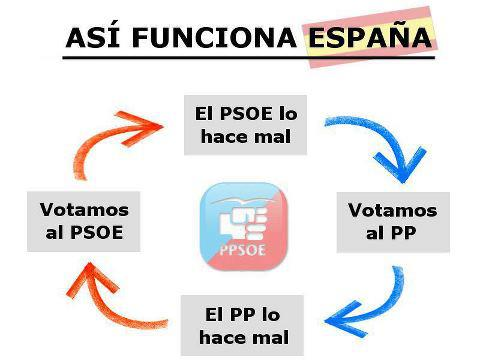 ASÍ FUNCIONA ESPAÑA
El PSOE lo
hace mal
Votamos
al PP
El PP lo
hace mal
Votamos
al PSOE
PPSOE